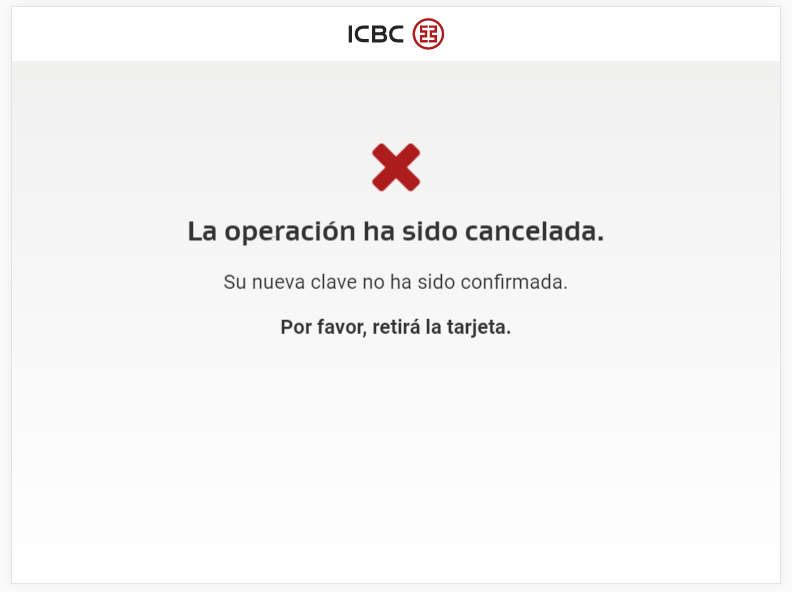 ICBC
La operación ha sido cancelada.
Su nueva clave no ha sido confirmada.
Por favor, retirá la tarjeta.